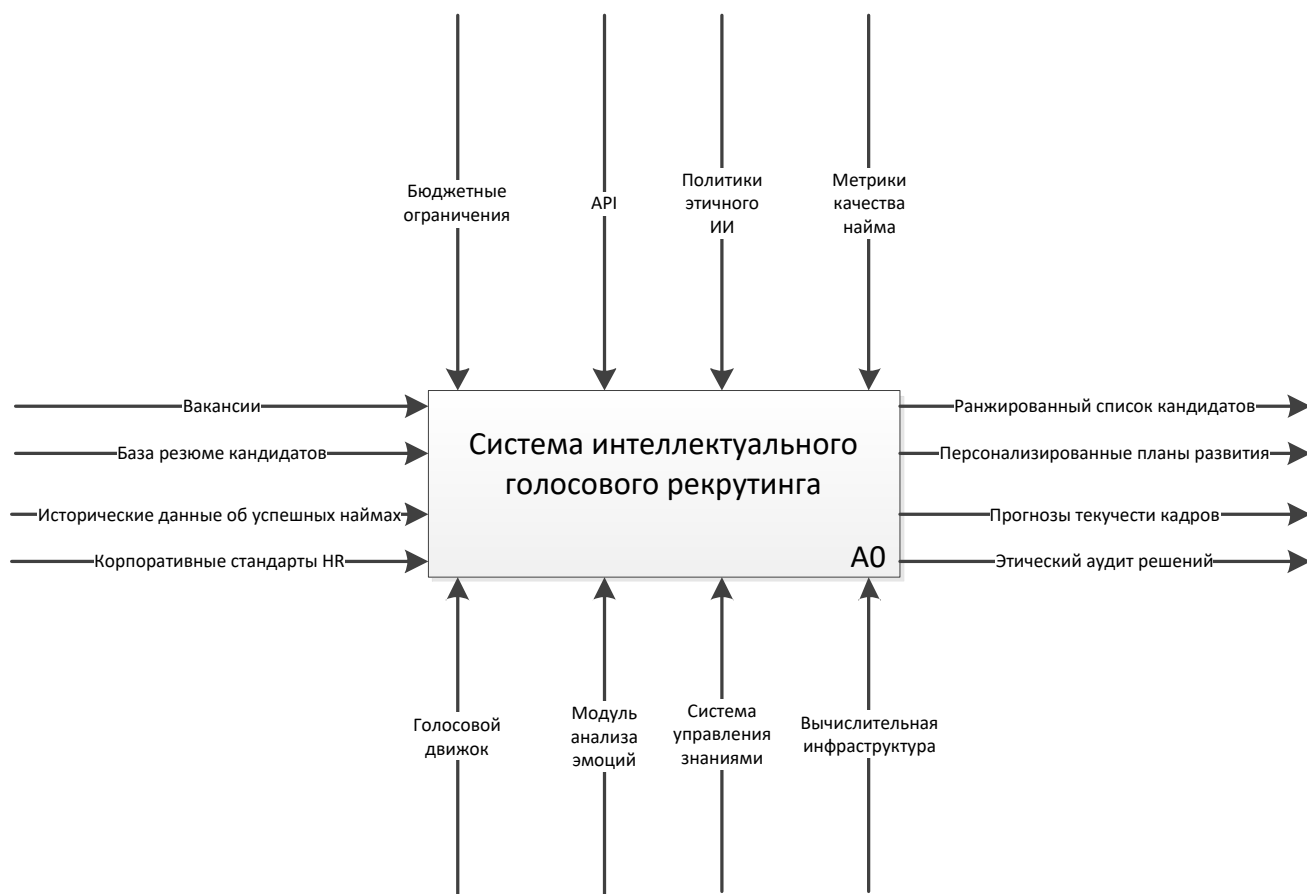 Бюджетные
ограничения
API
Политики
этичного
ИИ
Метрики
качества
найма
Вакансии
База резюме кандидатов
Исторические данные об успешных наймах
Корпоративные стандарты HR
Система интеллектуального
голосового рекрутинга
A0
Ранжированный список кандидатов
Персонализированные планы развития
Прогнозы текучести кадров
Этический аудит решений
Голосовой
движок
Модуль
анализа
эмоций
Система
управления
знаниями
Вычислительная
инфраструктура